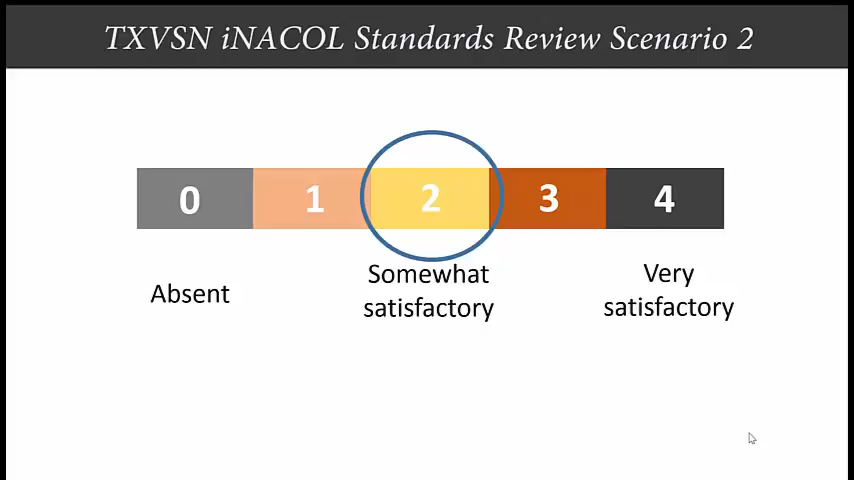 TXVSN iNACOL Standards Review Scenario 2
0 1 2 3 4
Absent
Somewhat
satisfactory
Very
satisfactory